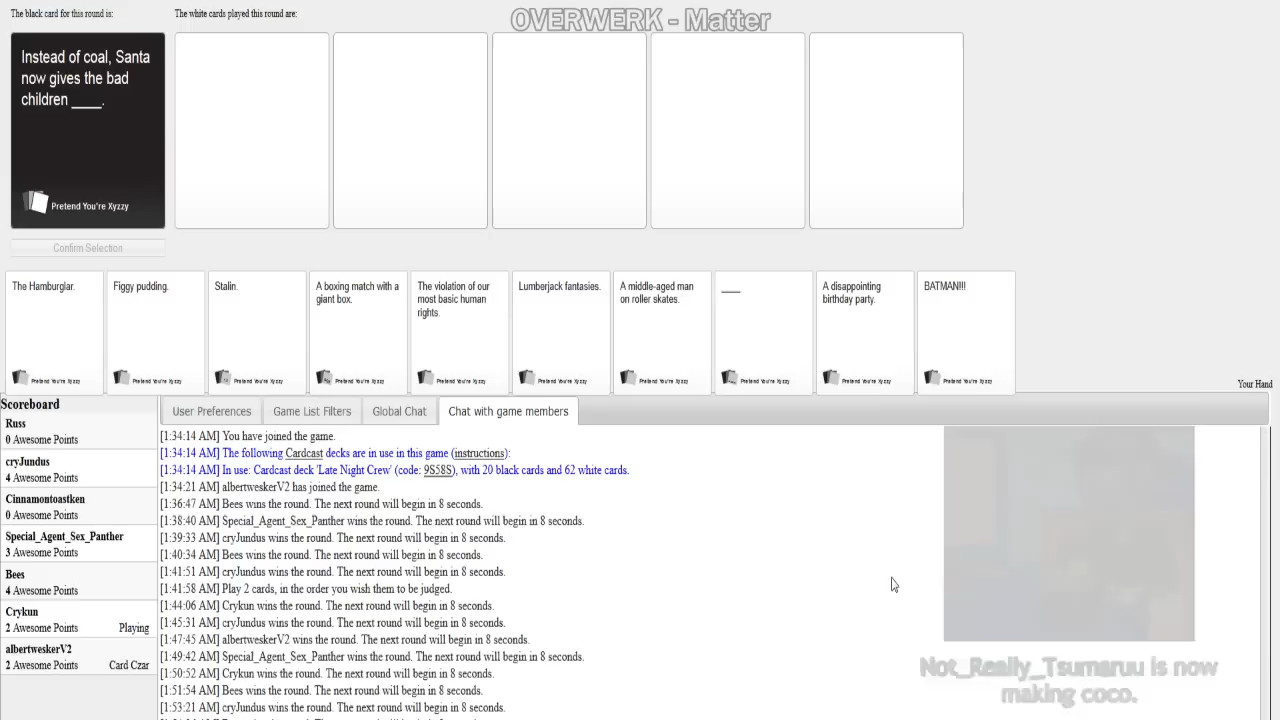 OVERWERK - Matter
The black card for this round is:
The white cards played this round are:
Instead of coal, Santa
now gives the bad
children ____.
Pretend You're Xyzzy
Confirm Selection
The Hamburglar.
Pretend You're Xyzzy
Figgy pudding.
Pretend You're Xyzzy
Stalin.
Pretend You're Xyzzy
A boxing match with a
giant box.
Pretend You're Xyzzy
The violation of our
most basic human
rights.
Pretend You're Xyzzy
Lumberjack fantasies.
Pretend You're Xyzzy
A middle-aged man
on roller skates.
Pretend You're Xyzzy
____
Pretend You're Xyzzy
A disappointing
birthday party.
Pretend You're Xyzzy
BATMAN!!!
Pretend You're Xyzzy
Your Hand
Scoreboard
Russ
0 Awesome Points
cryJundus
4 Awesome Points
Cinnamontoastken
0 Awesome Points
Special_Agent_Sex_Panther
3 Awesome Points
Bees
4 Awesome Points
Crykun
2 Awesome Points Playing
albertweskerV2
2 Awesome Points Card Czar
User Preferences Game List Filters Global Chat Chat with game members
[1:34:14 AM] You have joined the game.
[1:34:14 AM] The following Cardcast decks are in use in this game (instructions):
[1:34:14 AM] In use: Cardcast deck 'Late Night Crew' (code: 9S58S), with 20 black cards and 62 white cards.
[1:34:21 AM] albertweskerV2 has joined the game.
[1:36:47 AM] Bees wins the round. The next round will begin in 8 seconds.
[1:38:40 AM] Special_Agent_Sex_Panther wins the round. The next round will begin in 8 seconds.
[1:39:33 AM] cryJundus wins the round. The next round will begin in 8 seconds.
[1:40:34 AM] Bees wins the round. The next round will begin in 8 seconds.
[1:41:51 AM] cryJundus wins the round. The next round will begin in 8 seconds.
[1:41:58 AM] Play 2 cards, in the order you wish them to be judged.
[1:44:06 AM] Crykun wins the round. The next round will begin in 8 seconds.
[1:45:31 AM] cryJundus wins the round. The next round will begin in 8 seconds.
[1:47:45 AM] albertweskerV2 wins the round. The next round will begin in 8 seconds.
[1:49:42 AM] Special_Agent_Sex_Panther wins the round. The next round will begin in 8 seconds.
[1:50:52 AM] Crykun wins the round. The next round will begin in 8 seconds.
[1:51:54 AM] Bees wins the round. The next round will begin in 8 seconds.
[1:53:21 AM] cryJundus wins the round. The next round will begin in 8 seconds.
Not_Really_Tsumaruu is now
making coco.